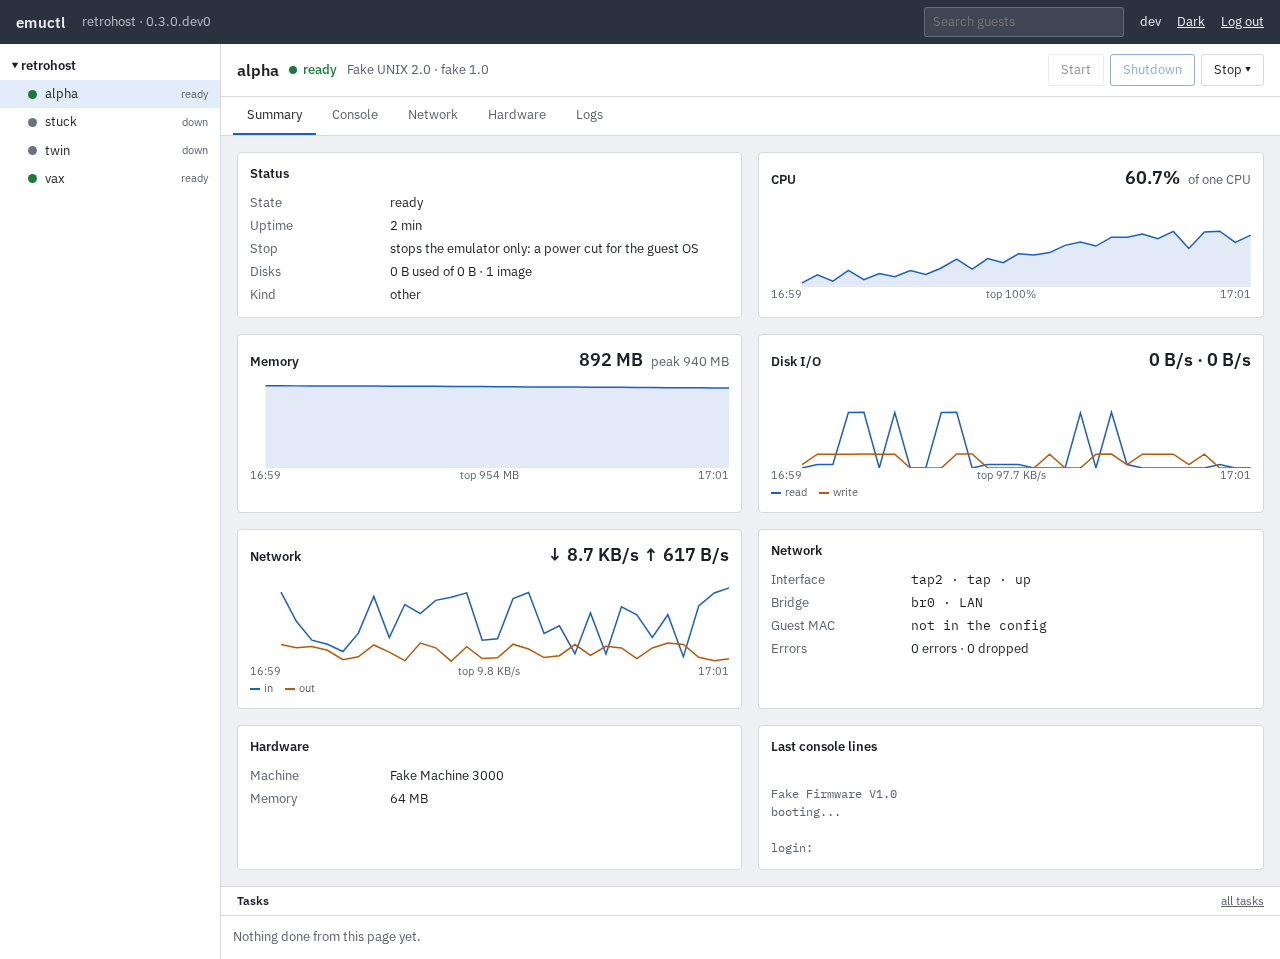 emuctl retrohost · 0.3.0.dev0 Search guests dev Dark Log out
▾ retrohost
alpha ready
stuck down
twin down
vax ready
alpha ready Fake UNIX 2.0 · fake 1.0 Start Shutdown Stop ▾
Summary Console Network Hardware Logs
Status
State ready
Uptime 2 min
Stop stops the emulator only: a power cut for the guest OS
Disks 0 B used of 0 B · 1 image
Kind other
CPU 60.7% of one CPU
16:59 top 100% 17:01
Memory 892 MB peak 940 MB
16:59 top 954 MB 17:01
Disk I/O 0 B/s · 0 B/s
16:59 top 97.7 KB/s 17:01
read write
Network ↓ 8.7 KB/s ↑ 617 B/s
16:59 top 9.8 KB/s 17:01
in out
Network
Interface tap2 · tap · up
Bridge br0 · LAN
Guest MAC not in the config
Errors 0 errors · 0 dropped
Hardware
Machine Fake Machine 3000
Memory 64 MB
Last console lines
Fake Firmware V1.0
booting...
login:
Tasks all tasks
Nothing done from this page yet.